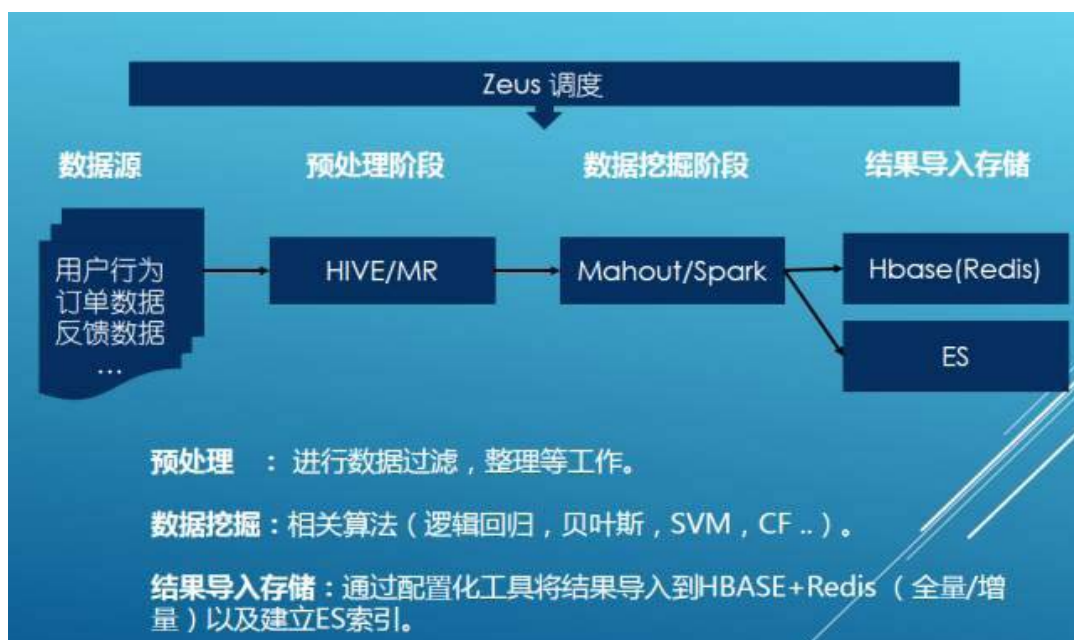 Zeus 调度
数据源
预处理阶段
数据挖掘阶段
结果导入存储
用户行为
订单数据
反馈数据
...
HIVE/MR
Mahout/Spark
Hbase(Redis)
ES
预处理 ： 进行数据过滤，整理等工作。
数据挖掘：相关算法（逻辑回归，贝叶斯，SVM，CF ..）。
结果导入存储：通过配置化工具将结果导入到HBASE+Redis （全量/增
量）以及建立ES索引。